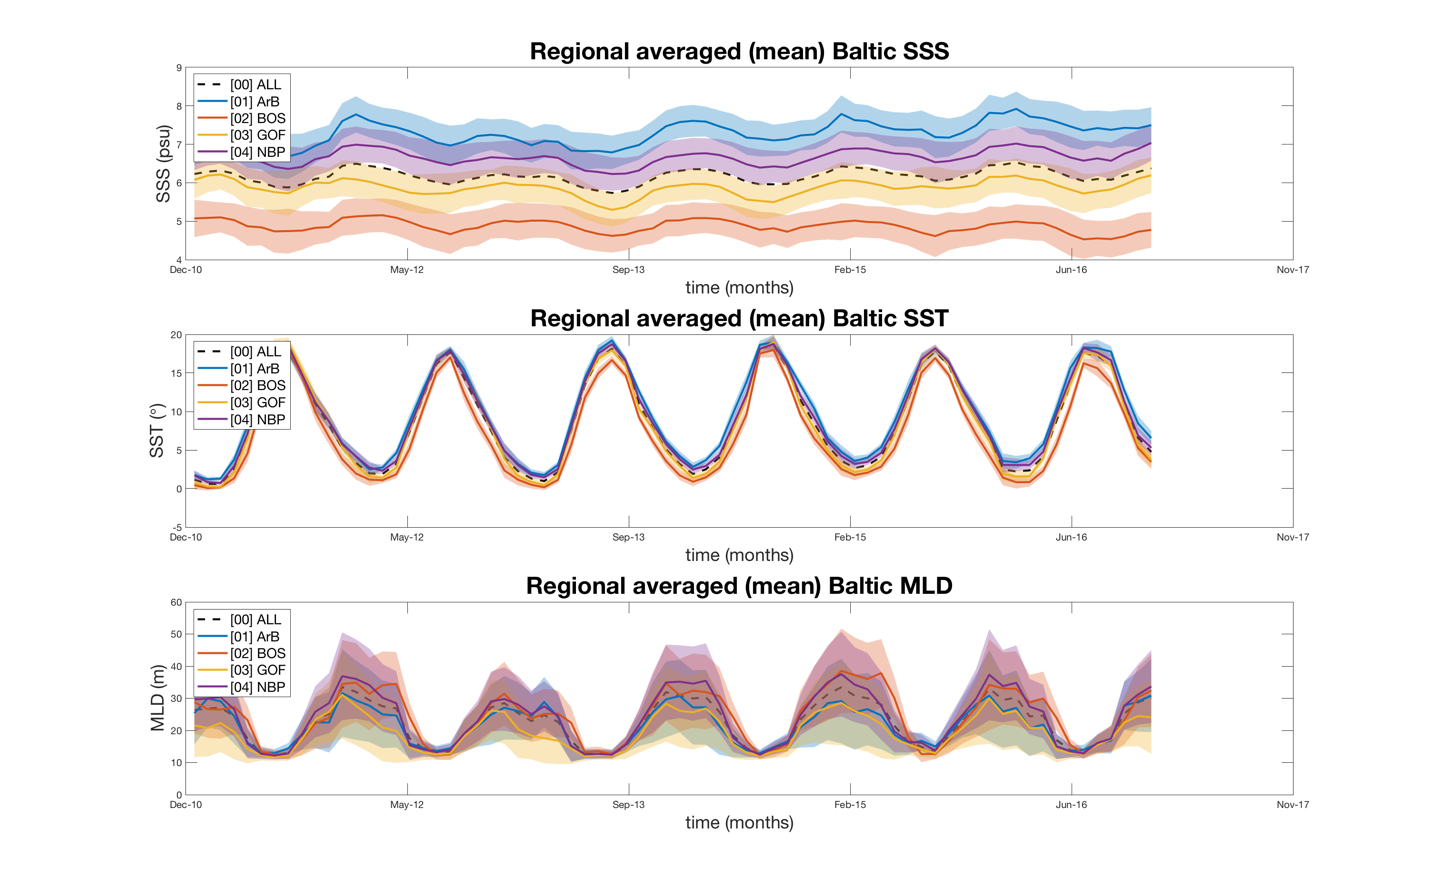 Regional averaged (mean) Baltic SSS
9
8
7
6
5
4
SSS (psu)
[00] ALL
[01] ArB
[02] BOS
[03] GOF
[04] NBP
Dec-10 May-12 Sep-13 Feb-15 Jun-16 Nov-17
time (months)
Regional averaged (mean) Baltic SST
20
15
10
5
0
-5
SST (°)
[00] ALL
[01] ArB
[02] BOS
[03] GOF
[04] NBP
Dec-10 May-12 Sep-13 Feb-15 Jun-16 Nov-17
time (months)
Regional averaged (mean) Baltic MLD
60
50
40
30
20
10
0
MLD (m)
[00] ALL
[01] ArB
[02] BOS
[03] GOF
[04] NBP
Dec-10 May-12 Sep-13 Feb-15 Jun-16 Nov-17
time (months)